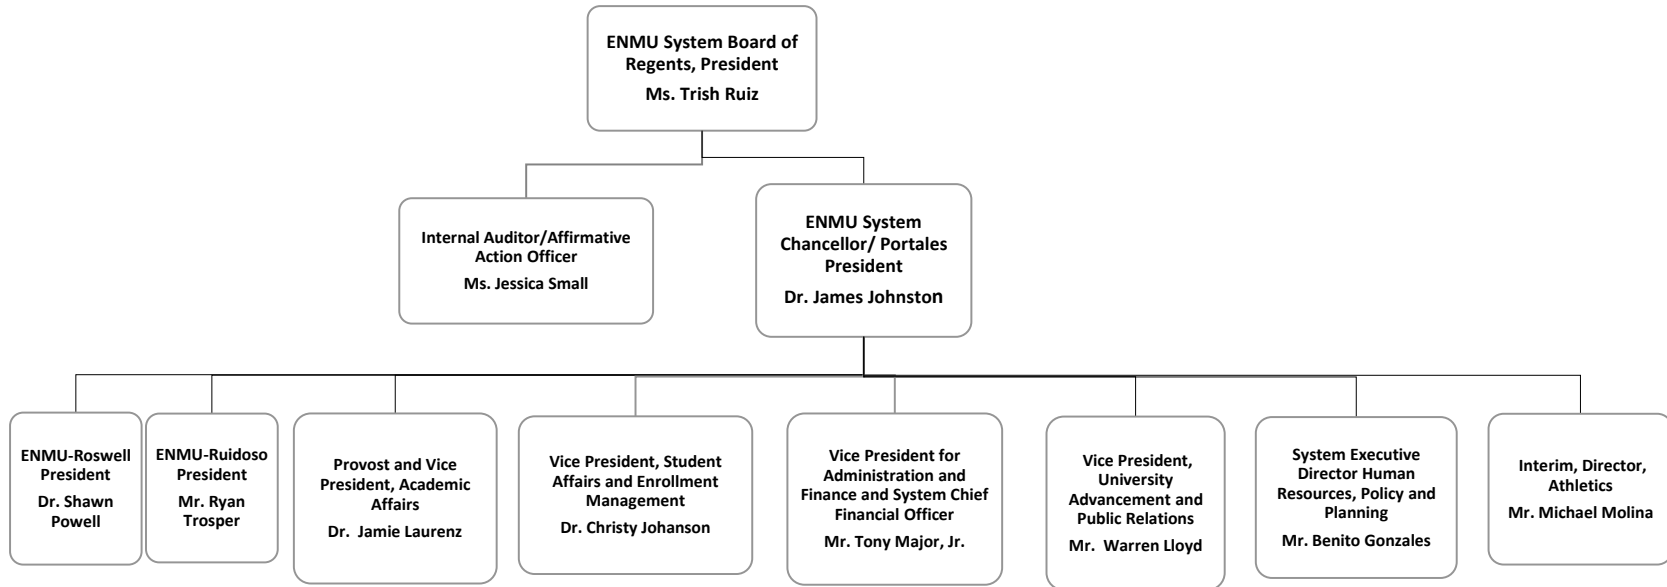 ENMU System Board of
Regents, President
Ms. Trish Ruiz
Internal Auditor/Affirmative
Action Officer
Ms. Jessica Small
ENMU System
Chancellor/ Portales
President
Dr. James Johnston
ENMU-Roswell
President
Dr. Shawn
Powell
ENMU-Ruidoso
President
Mr. Ryan
Trosper
Provost and Vice
President, Academic
Affairs
Dr. Jamie Laurenz
Vice President, Student
Affairs and Enrollment
Management
Dr. Christy Johanson
Vice President for
Administration and
Finance and System Chief
Financial Officer
Mr. Tony Major, Jr.
Vice President,
University
Advancement and
Public Relations
Mr. Warren Lloyd
System Executive
Director Human
Resources, Policy and
Planning
Mr. Benito Gonzales
Interim, Director,
Athletics
Mr. Michael Molina